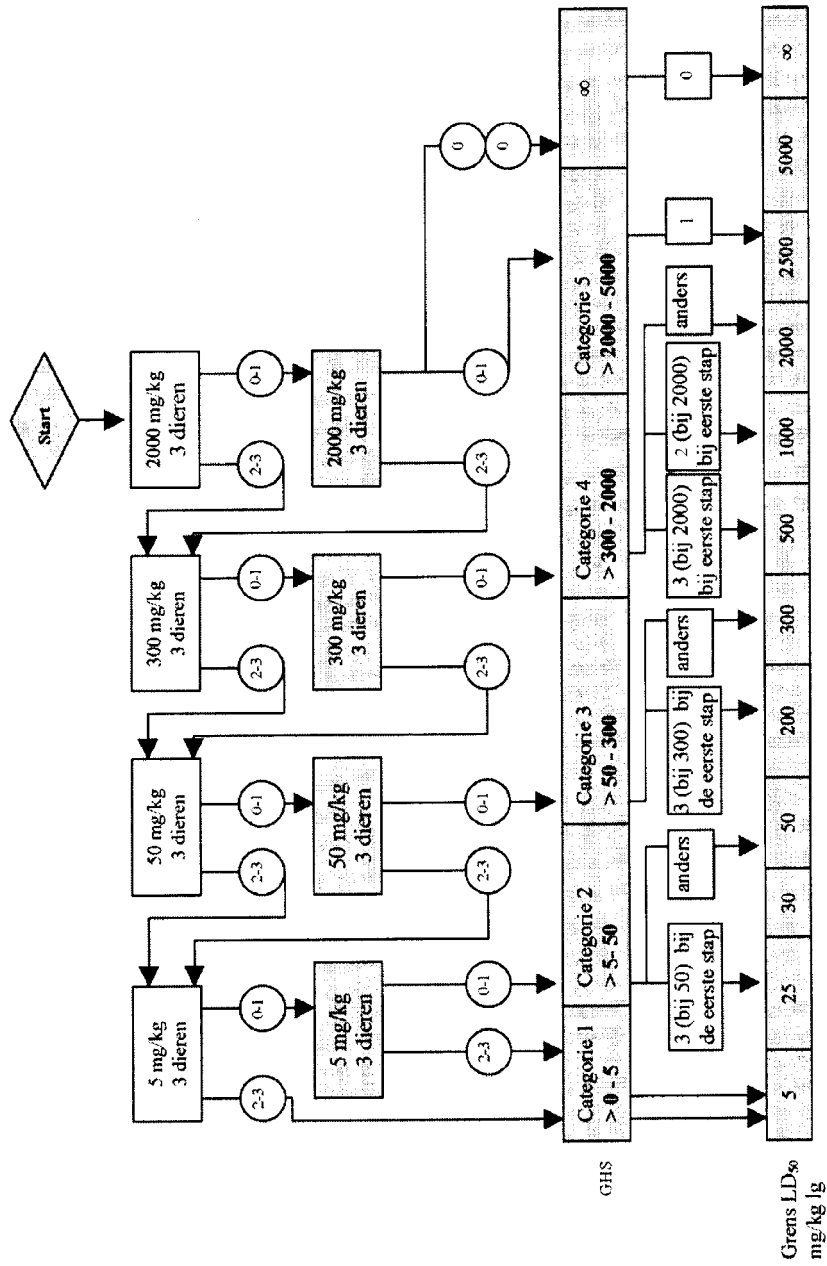 Start
5 mg/kg
3 dieren
50 mg/kg
3 dieren
300 mg/kg
3 dieren
2000 mg/kg
3 dieren
2-3
0-1
2-3
0-1
2-3
0-1
2-3
0-1
5 mg/kg
3 dieren
50 mg/kg
3 dieren
300 mg/kg
3 dieren
2000 mg/kg
3 dieren
2-3
0-1
2-3
0-1
2-3
0-1
2-3
0-1
0
0
GHS
Categorie 1
> 0 - 5
Categorie 2
> 5- 50
Categorie 3
> 50 - 300
Categorie 4
> 300 - 2000
Categorie 5
> 2000 - 5000
∞
3 (bij 50) bij
de eerste stap
anders
3 (bij 300) bij
de eerste stap
anders
3 (bij 2000)
bij eerste stap
2 (bij 2000)
bij eerste stap
anders
1
0
Grens LD50
mg/kg lg
5
25
30
50
200
300
500
1000
2000
2500
5000
∞